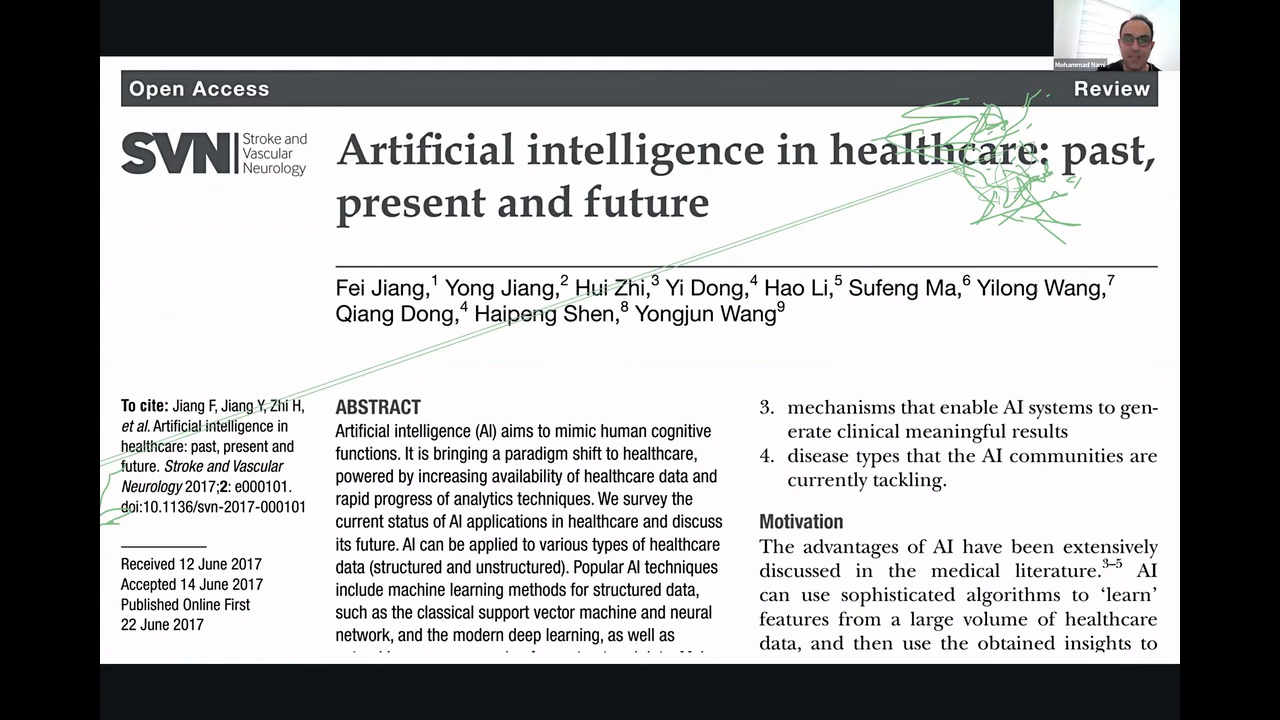 Mohammad Nami
Open Access
Review
SVN
Stroke and
Vascular
Neurology
Artificial intelligence in healthcare: past,
present and future
Fei Jiang,1 Yong Jiang,2 Hui Zhi,3 Yi Dong,4 Hao Li,5 Sufeng Ma,6 Yilong Wang,7
Qiang Dong,4 Haipeng Shen,8 Yongjun Wang9
To cite: Jiang F, Jiang Y, Zhi H,
et al. Artificial intelligence in
healthcare: past, present and
future. Stroke and Vascular
Neurology 2017;2: e000101.
doi:10.1136/svn-2017-000101
Received 12 June 2017
Accepted 14 June 2017
Published Online First
22 June 2017
ABSTRACT
Artificial intelligence (AI) aims to mimic human cognitive
functions. It is bringing a paradigm shift to healthcare,
powered by increasing availability of healthcare data and
rapid progress of analytics techniques. We survey the
current status of AI applications in healthcare and discuss
its future. AI can be applied to various types of healthcare
data (structured and unstructured). Popular AI techniques
include machine learning methods for structured data,
such as the classical support vector machine and neural
network, and the modern deep learning, as well as
3. mechanisms that enable AI systems to gen-
erate clinical meaningful results
4. disease types that the AI communities are
currently tackling.
Motivation
The advantages of AI have been extensively
discussed in the medical literature.3–5 AI
can use sophisticated algorithms to ‘learn’
features from a large volume of healthcare
data, and then use the obtained insights to